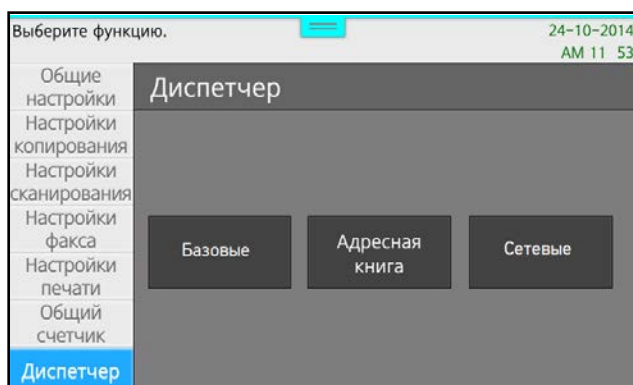 Выберите функцию.
24-10-2014
AM 11 53
Общие
настройки
Настройки
копирования
Настройки
сканирования
Настройки
факса
Настройки
печати
Общий
счетчик
Диспетчер
Диспетчер
Базовые
Адресная
книга
Сетевые